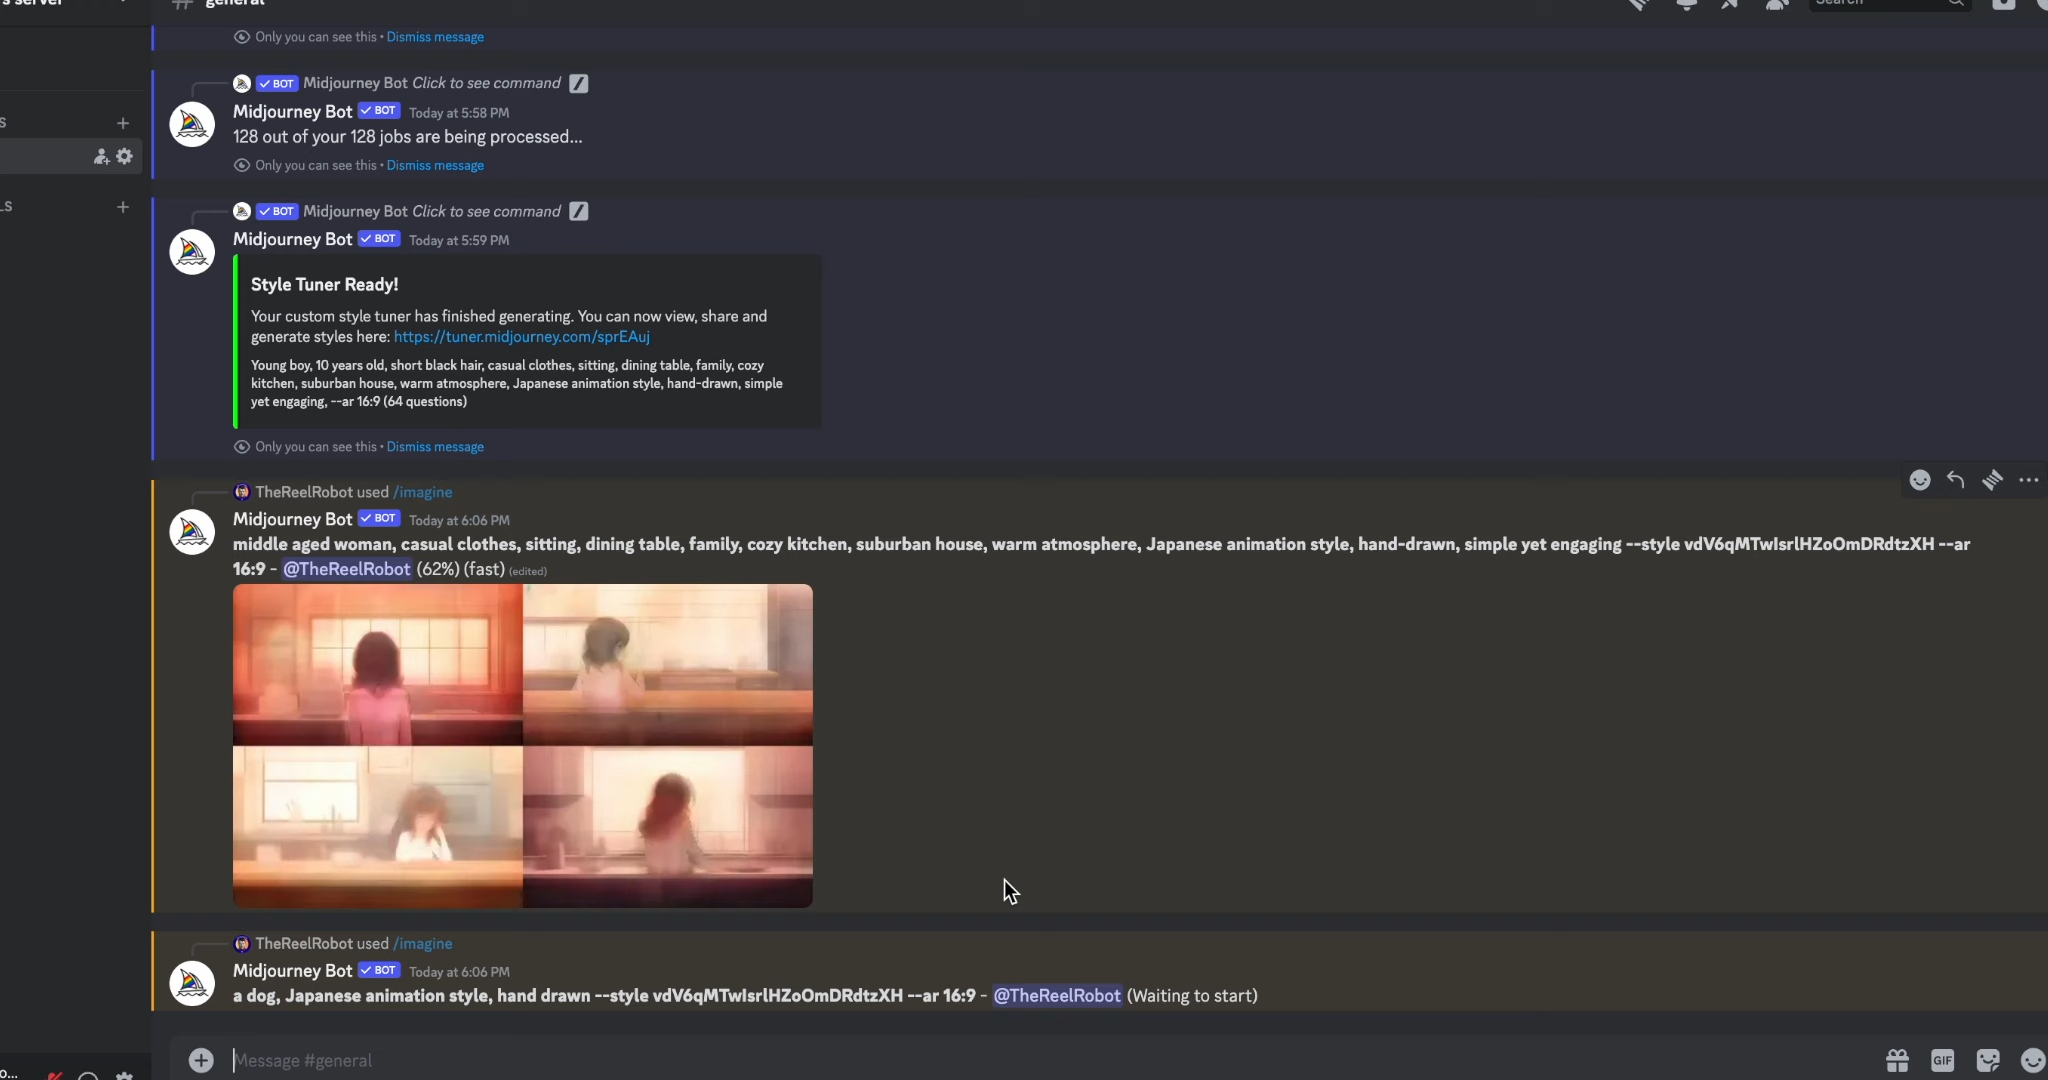 general
Search
Only you can see this • Dismiss message
BOT Midjourney Bot Click to see command
Midjourney Bot BOT Today at 5:58 PM
128 out of your 128 jobs are being processed...
Only you can see this • Dismiss message
BOT Midjourney Bot Click to see command
Midjourney Bot BOT Today at 5:59 PM
Style Tuner Ready!
Your custom style tuner has finished generating. You can now view, share and
generate styles here: https://tuner.midjourney.com/sprEAuj
Young boy, 10 years old, short black hair, casual clothes, sitting, dining table, family, cozy
kitchen, suburban house, warm atmosphere, Japanese animation style, hand-drawn, simple
yet engaging, --ar 16:9 (64 questions)
Only you can see this • Dismiss message
TheReelRobot used /imagine
Midjourney Bot BOT Today at 6:06 PM
middle aged woman, casual clothes, sitting, dining table, family, cozy kitchen, suburban house, warm atmosphere, Japanese animation style, hand-drawn, simple yet engaging --style vdV6qMTwIsrlHZoOmDRdtzXH --ar
16:9 - @TheReelRobot (62%) (fast) (edited)
TheReelRobot used /imagine
Midjourney Bot BOT Today at 6:06 PM
a dog, Japanese animation style, hand drawn --style vdV6qMTwIsrlHZoOmDRdtzXH --ar 16:9 - @TheReelRobot (Waiting to start)
Message #general
GIF